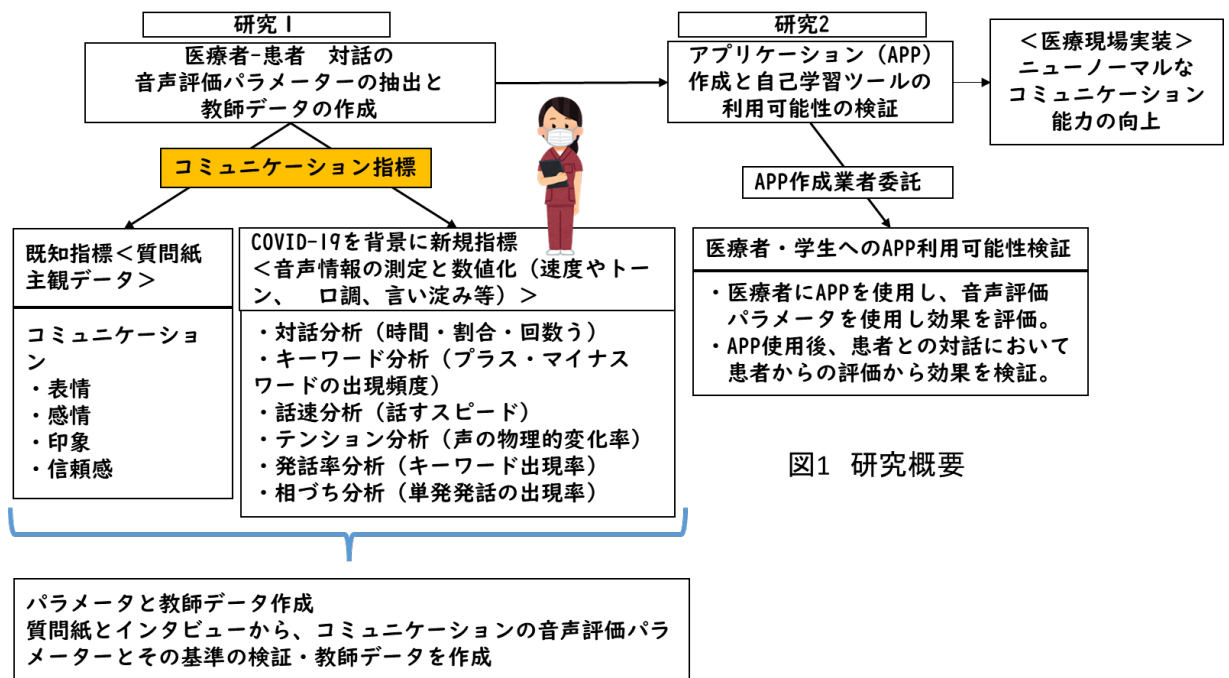 研究1
医療者-患者　対話の
音声評価パラメーターの抽出と
教師データの作成
研究2
アプリケーション（APP）
作成と自己学習ツールの
利用可能性の検証
＜医療現場実装＞
ニューノーマルな
コミュニケーション
能力の向上
コミュニケーション指標
APP作成業者委託
既知指標＜質問紙
主観データ＞
コミュニケーショ
ン
・表情
・感情
・印象
・信頼感
COVID-19を背景に新規指標
＜音声情報の測定と数値化（速度やトー
ン、　口調、言い淀み等）＞
・対話分析（時間・割合・回数う）
・キーワード分析（プラス・マイナス
ワードの出現頻度）
・話速分析（話すスピード）
・テンション分析（声の物理的変化率）
・発話率分析（キーワード出現率）
・相づち分析（単発発話の出現率）
医療者・学生へのAPP利用可能性検証
・医療者にAPPを使用し、音声評価
パラメータを使用し効果を評価。
・APP使用後、患者との対話において
患者からの評価から効果を検証。
図1　研究概要
パラメータと教師データ作成
質問紙とインタビューから、コミュニケーションの音声評価パラ
メーターとその基準の検証・教師データを作成